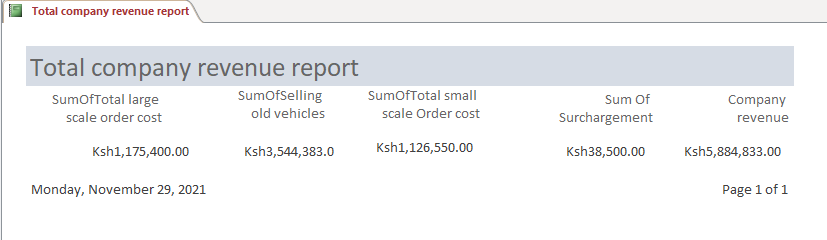 Total company revenue report
Total company revenue report
SumOfTotal large
scale order cost
SumOfSelling
old vehicles
SumOfTotal small
scale Order cost
Sum Of
Surchargement
Company
revenue
Ksh1,175,400.00
Ksh3,544,383.0
Ksh1,126,550.00
Ksh38,500.00
Ksh5,884,833.00
Monday, November 29, 2021
Page 1 of 1